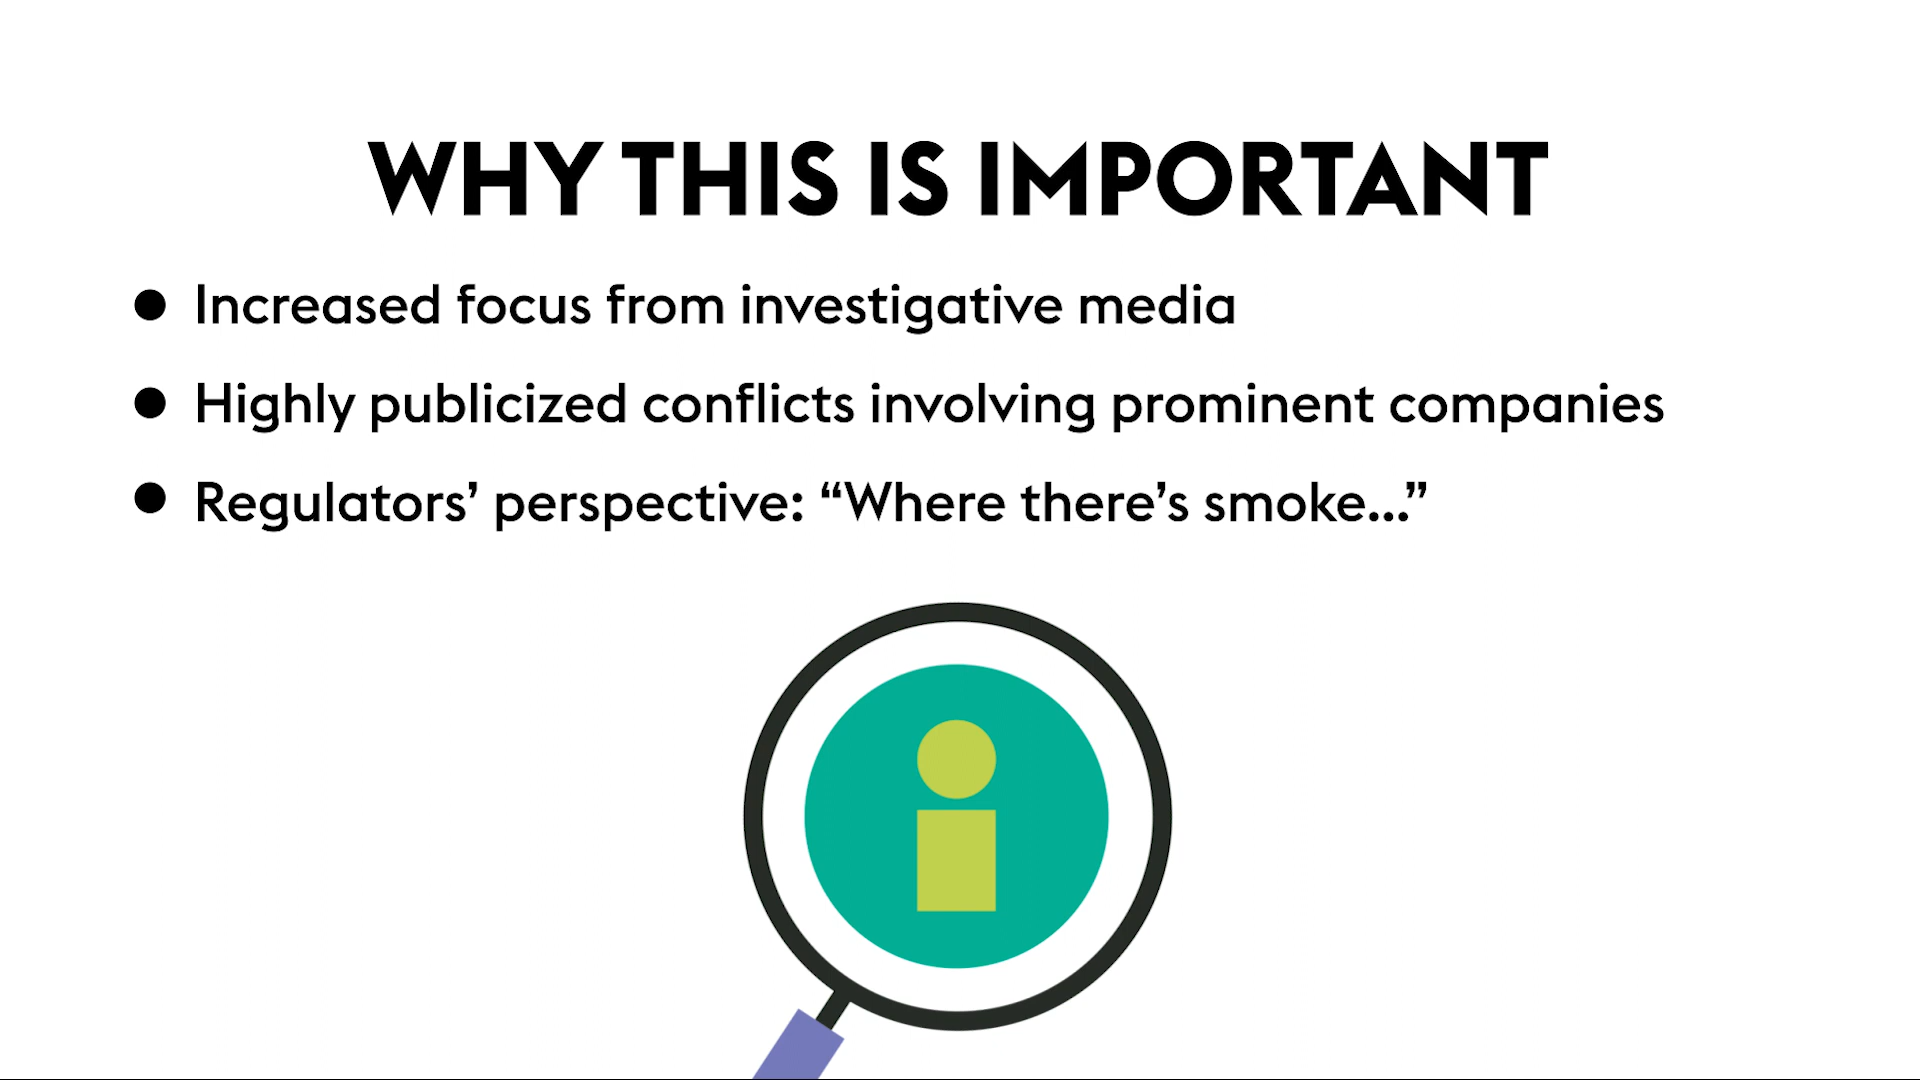 WHY THIS IS IMPORTANT
● Increased focus from investigative media
● Highly publicized conflicts involving prominent companies
● Regulators’ perspective: “Where there’s smoke...”